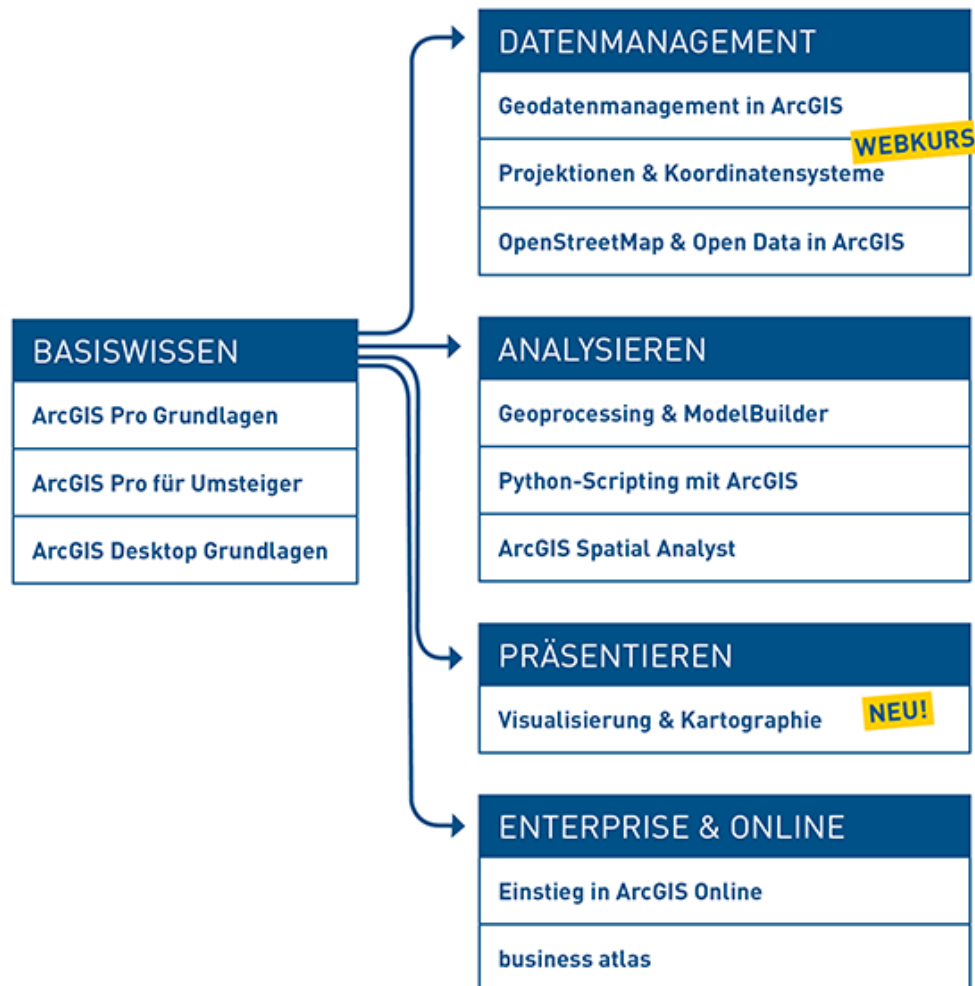 BASISWISSEN
ArcGIS Pro Grundlagen
ArcGIS Pro für Umsteiger
ArcGIS Desktop Grundlagen
DATENMANAGEMENT
Geodatenmanagement in ArcGIS
WEBKURS
Projektionen & Koordinatensysteme
OpenStreetMap & Open Data in ArcGIS
ANALYSIEREN
Geoprocessing & ModelBuilder
Python-Scripting mit ArcGIS
ArcGIS Spatial Analyst
PRÄSENTIEREN
Visualisierung & Kartographie
NEU!
ENTERPRISE & ONLINE
Einstieg in ArcGIS Online
business atlas